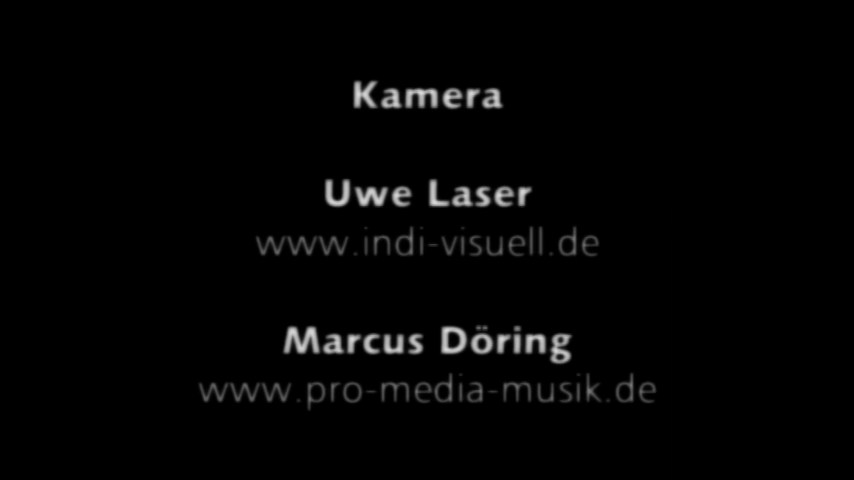 Kamera
Uwe Laser
www.indi-visuell.de
Marcus Döring
www.pro-media-musik.de